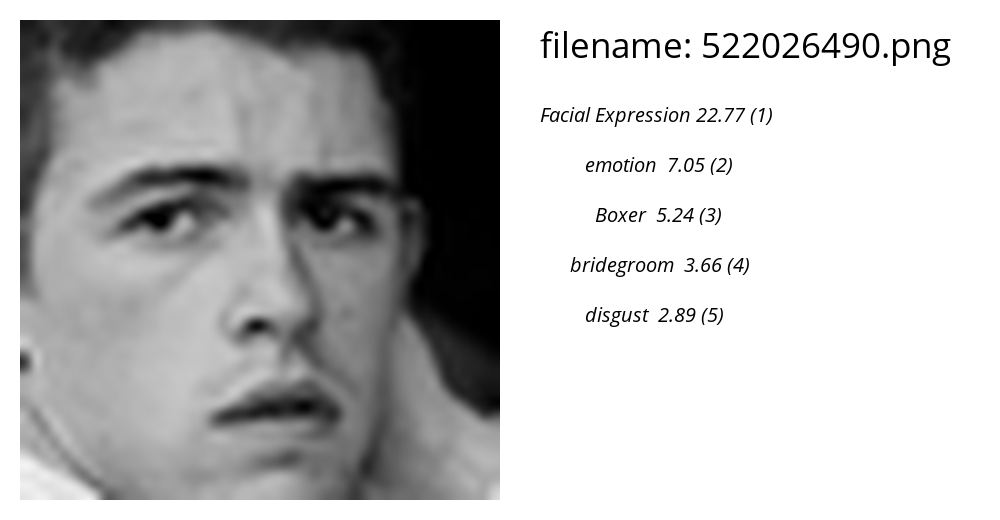 filename: 522026490.png
Facial Expression 22.77 (1)
emotion 7.05 (2)
Boxer 5.24 (3)
bridegroom 3.66 (4)
disgust 2.89 (5)